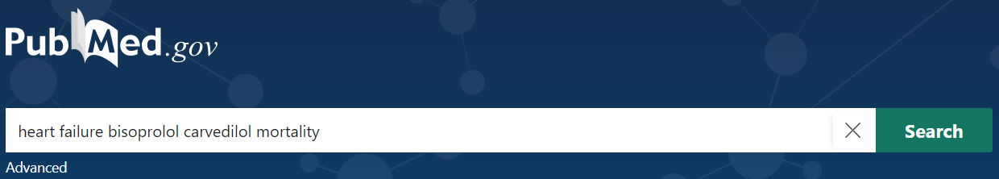 PubMed.gov
heart failure bisoprolol carvedilol mortality
Search
Advanced